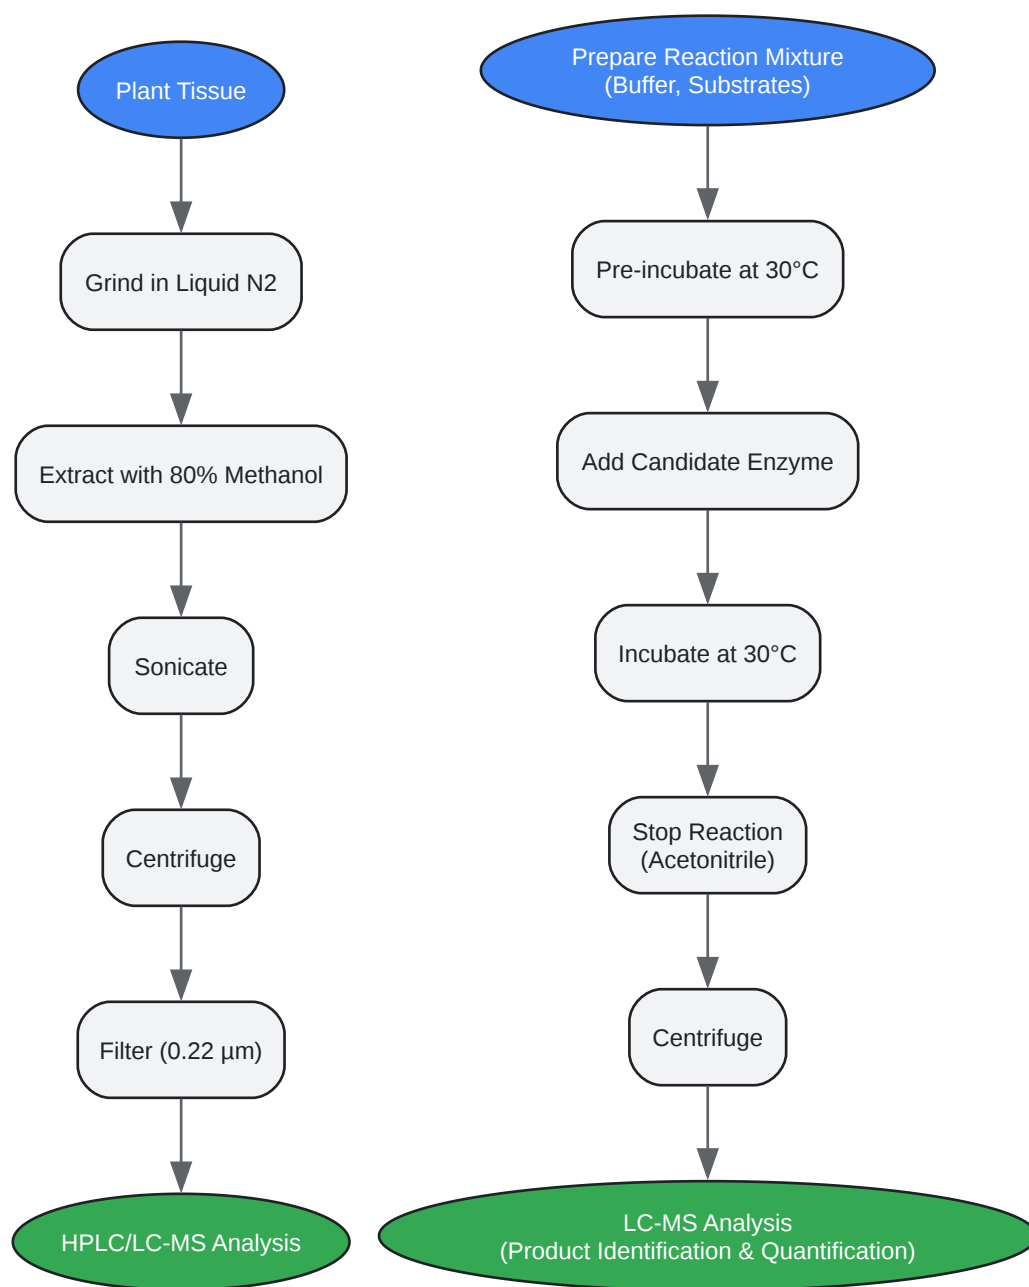 Plant Tissue
Grind in Liquid N2
Extract with 80% Methanol
Sonicate
Centrifuge
Filter (0.22 µm)
HPLC/LC-MS Analysis
Prepare Reaction Mixture
(Buffer, Substrates)
Pre-incubate at 30°C
Add Candidate Enzyme
Incubate at 30°C
Stop Reaction
(Acetonitrile)
Centrifuge
LC-MS Analysis
(Product Identification & Quantification)